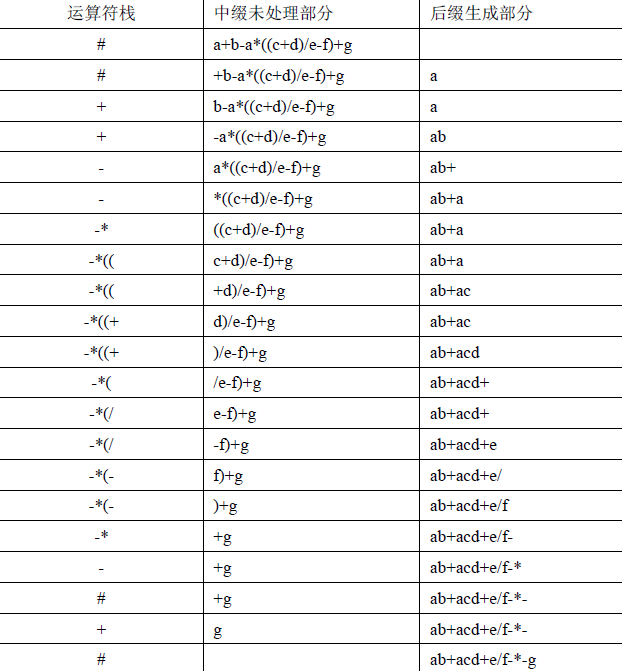 运算符栈 中缀未处理部分 后缀生成部分
# a+b-a*((c+d)/e-f)+g
# +b-a*((c+d)/e-f)+g a
+ b-a*((c+d)/e-f)+g a
+ -a*((c+d)/e-f)+g ab
- a*((c+d)/e-f)+g ab+
- *((c+d)/e-f)+g ab+a
-* ((c+d)/e-f)+g ab+a
-*(( c+d)/e-f)+g ab+a
-*(( +d)/e-f)+g ab+ac
-*((+ d)/e-f)+g ab+ac
-*((+ )/e-f)+g ab+acd
-*( /e-f)+g ab+acd+
-*(/ e-f)+g ab+acd+
-*(/ -f)+g ab+acd+e
-*(- f)+g ab+acd+e/
-*(- )+g ab+acd+e/f
-* +g ab+acd+e/f-
- +g ab+acd+e/f-*
# +g ab+acd+e/f-*-
+ g ab+acd+e/f-*-
# ab+acd+e/f-*-g